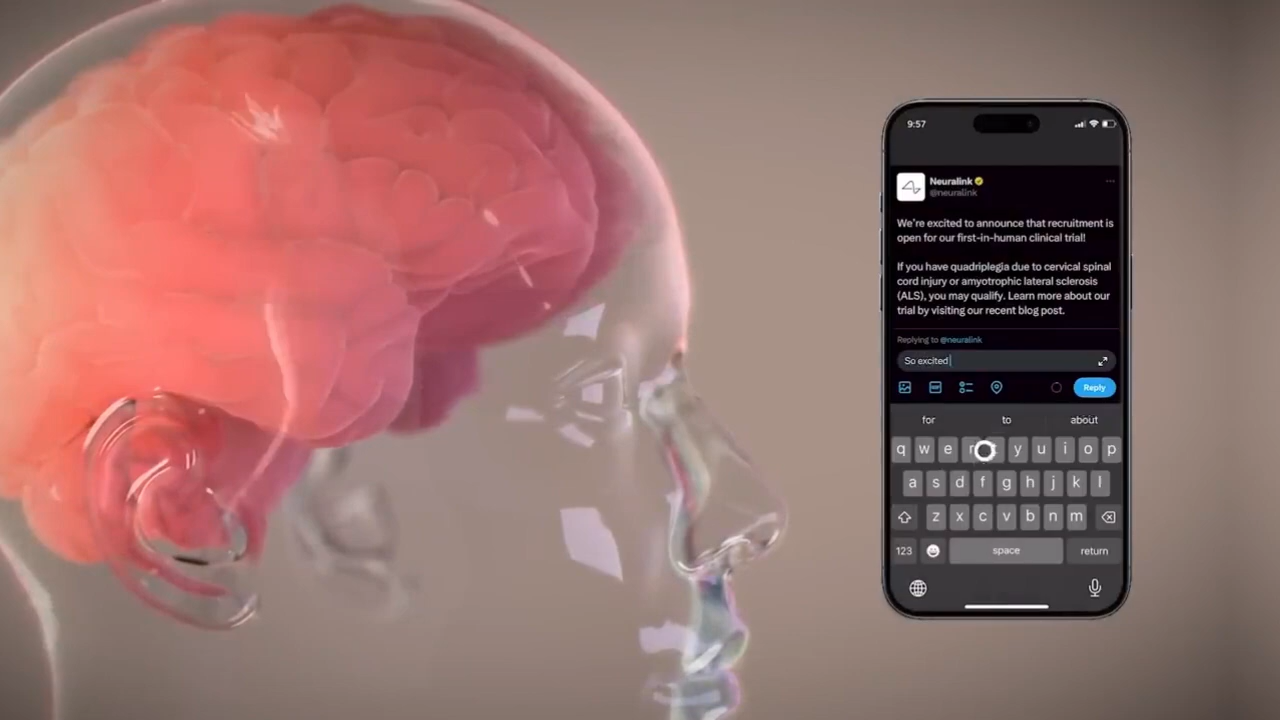 9:57
Neuralink
@neuralink
We're excited to announce that recruitment is
open for our first-in-human clinical trial!
If you have quadriplegia due to cervical spinal
cord injury or amyotrophic lateral sclerosis
(ALS), you may qualify. Learn more about our
trial by visiting our recent blog post.
Replying to @neuralink
So excited
Reply
for to about
q w e r y u i o p
a s d f g h j k l
z x c v b n m
123 space return